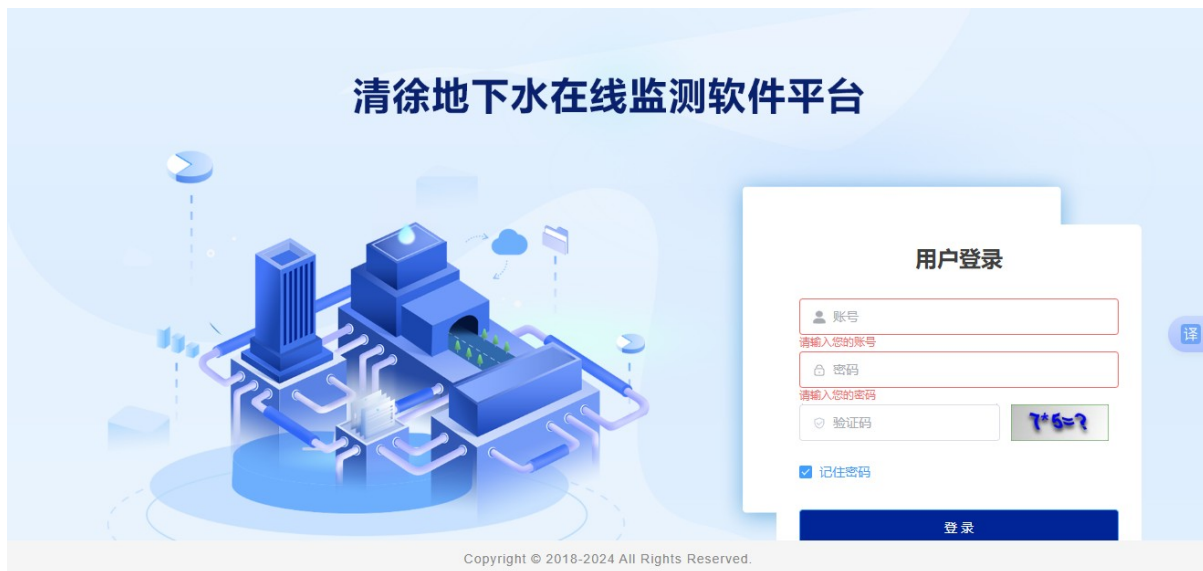 清徐地下水在线监测软件平台
用户登录
账号
请输入您的账号
密码
请输入您的密码
验证码
7*5=?
记住密码
登录
译
Copyright © 2018-2024 All Rights Reserved.